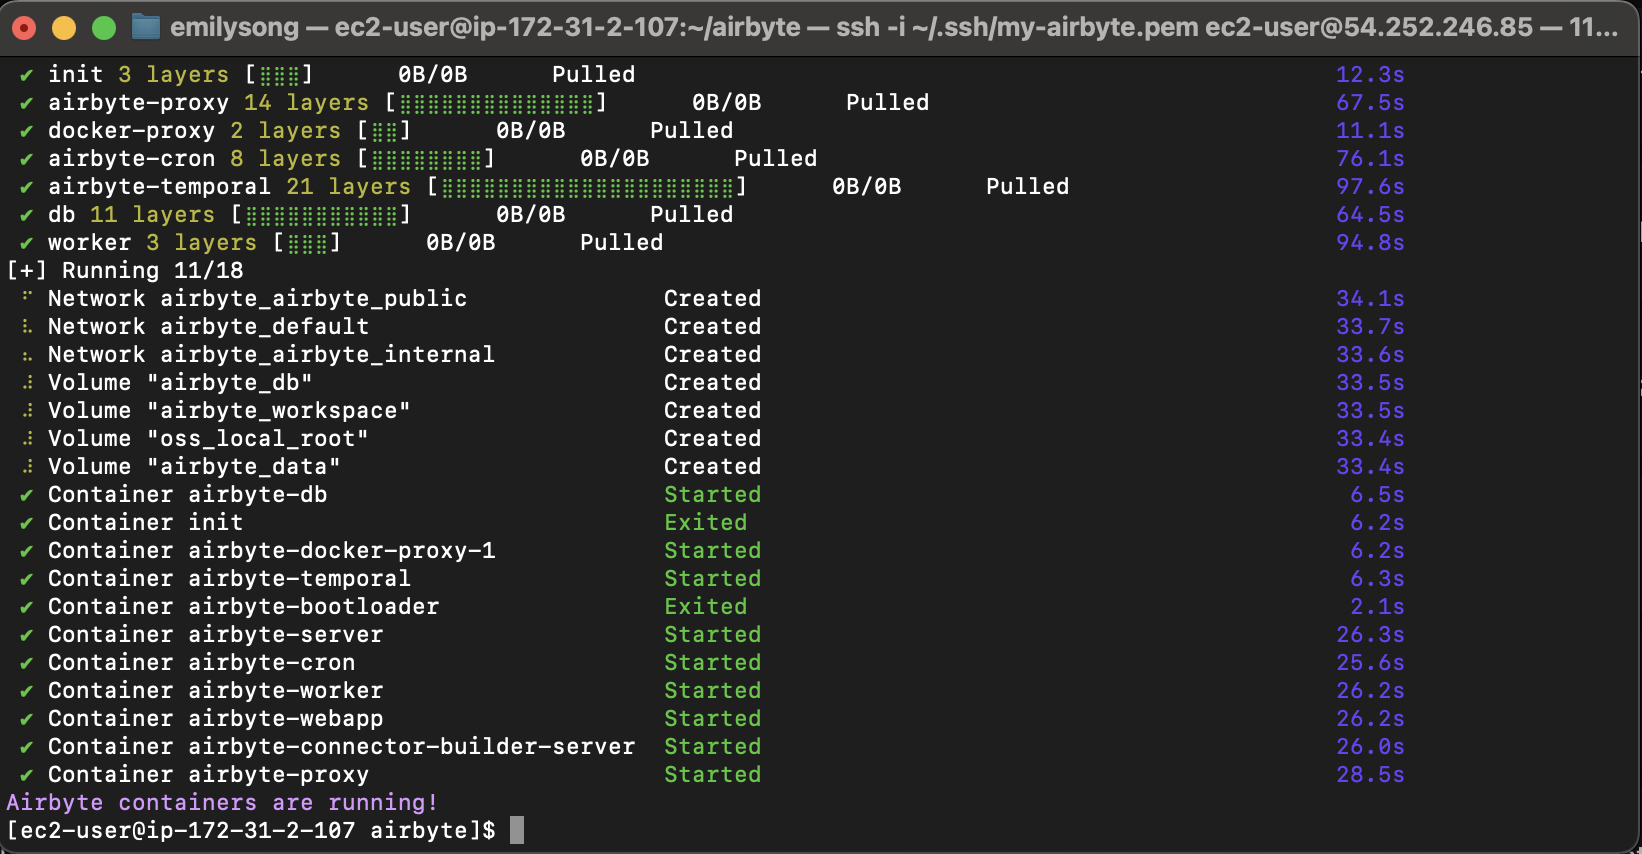 emilysong — ec2-user@ip-172-31-2-107:~/airbyte — ssh -i ~/.ssh/my-airbyte.pem ec2-user@54.252.246.85 — 11...
✔ init 3 layers [⣿⣿⣿] 0B/0B Pulled 12.3s
✔ airbyte-proxy 14 layers [⣿⣿⣿⣿⣿⣿⣿⣿⣿⣿⣿⣿⣿⣿] 0B/0B Pulled 67.5s
✔ docker-proxy 2 layers [⣿⣿] 0B/0B Pulled 11.1s
✔ airbyte-cron 8 layers [⣿⣿⣿⣿⣿⣿⣿⣿] 0B/0B Pulled 76.1s
✔ airbyte-temporal 21 layers [⣿⣿⣿⣿⣿⣿⣿⣿⣿⣿⣿⣿⣿⣿⣿⣿⣿⣿⣿⣿⣿] 0B/0B Pulled 97.6s
✔ db 11 layers [⣿⣿⣿⣿⣿⣿⣿⣿⣿⣿⣿] 0B/0B Pulled 64.5s
✔ worker 3 layers [⣿⣿⣿] 0B/0B Pulled 94.8s
[+] Running 11/18
⠋ Network airbyte_airbyte_public Created 34.1s
⣄ Network airbyte_default Created 33.7s
⣠ Network airbyte_airbyte_internal Created 33.6s
⠼ Volume "airbyte_db" Created 33.5s
⠼ Volume "airbyte_workspace" Created 33.5s
⠼ Volume "oss_local_root" Created 33.4s
⠼ Volume "airbyte_data" Created 33.4s
✔ Container airbyte-db Started 6.5s
✔ Container init Exited 6.2s
✔ Container airbyte-docker-proxy-1 Started 6.2s
✔ Container airbyte-temporal Started 6.3s
✔ Container airbyte-bootloader Exited 2.1s
✔ Container airbyte-server Started 26.3s
✔ Container airbyte-cron Started 25.6s
✔ Container airbyte-worker Started 26.2s
✔ Container airbyte-webapp Started 26.2s
✔ Container airbyte-connector-builder-server Started 26.0s
✔ Container airbyte-proxy Started 28.5s
Airbyte containers are running!
[ec2-user@ip-172-31-2-107 airbyte]$